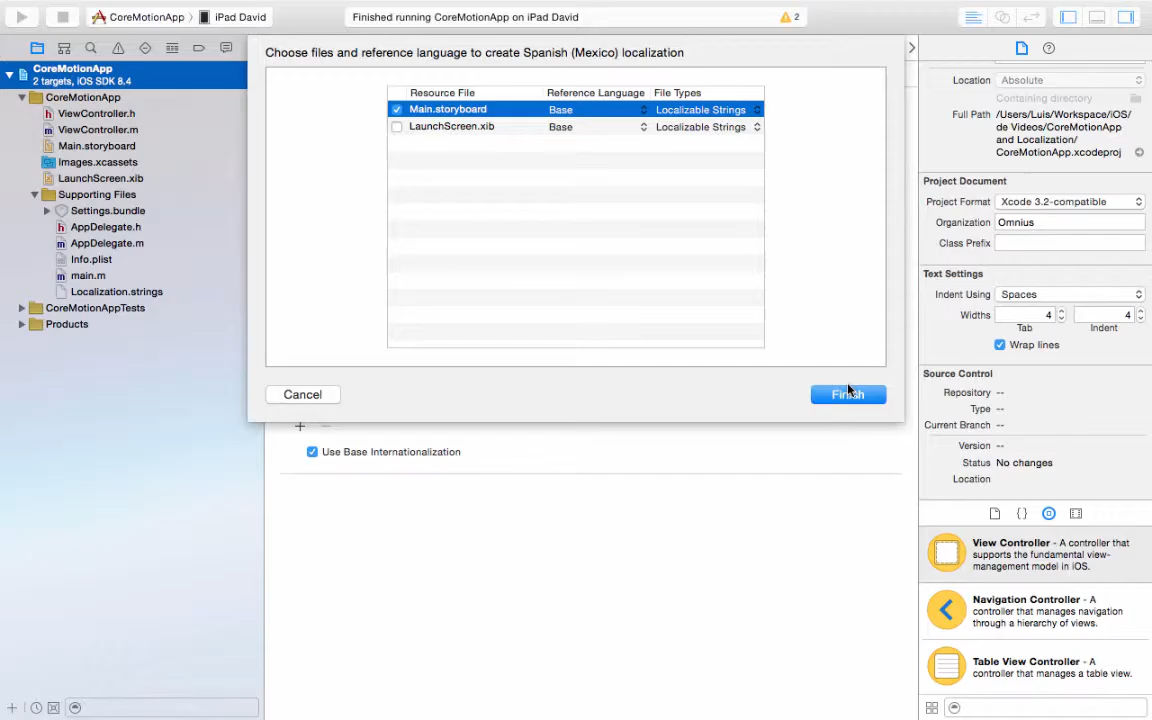 CoreMotionApp
iPad David
Finished running CoreMotionApp on iPad David
2
CoreMotionApp
2 targets, iOS SDK 8.4
CoreMotionApp
ViewController.h
ViewController.m
Main.storyboard
Images.xcassets
LaunchScreen.xib
Supporting Files
Settings.bundle
AppDelegate.h
AppDelegate.m
Info.plist
main.m
Localization.strings
CoreMotionAppTests
Products
Choose files and reference language to create Spanish (Mexico) localization
Resource File Reference Language File Types
Main.storyboard Base Localizable Strings
LaunchScreen.xib Base Localizable Strings
Cancel
Finish
Use Base Internationalization
Location Absolute
Containing directory
Full Path /Users/Luis/Workspace/iOS/
de Videos/CoreMotionApp
and Localization/
CoreMotionApp.xcodeproj
Project Document
Project Format Xcode 3.2-compatible
Organization Omnius
Class Prefix
Text Settings
Indent Using Spaces
Widths 4 4
Tab Indent
Wrap lines
Source Control
Repository --
Type --
Current Branch --
Version --
Status No changes
Location
View Controller - A controller that
supports the fundamental view-
management model in iOS.
Navigation Controller - A
controller that manages navigation
through a hierarchy of views.
Table View Controller - A
controller that manages a table view.